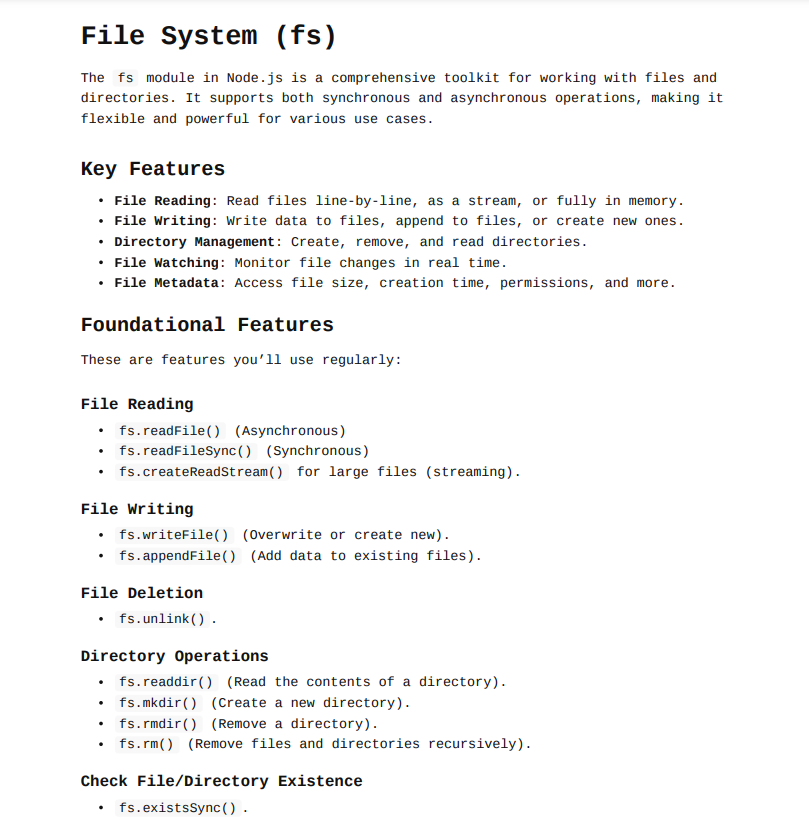 File System (fs)
The fs module in Node.js is a comprehensive toolkit for working with files and
directories. It supports both synchronous and asynchronous operations, making it
flexible and powerful for various use cases.
Key Features
• File Reading: Read files line-by-line, as a stream, or fully in memory.
• File Writing: Write data to files, append to files, or create new ones.
• Directory Management: Create, remove, and read directories.
• File Watching: Monitor file changes in real time.
• File Metadata: Access file size, creation time, permissions, and more.
Foundational Features
These are features you’ll use regularly:
File Reading
• fs.readFile() (Asynchronous)
• fs.readFileSync() (Synchronous)
• fs.createReadStream() for large files (streaming).
File Writing
• fs.writeFile() (Overwrite or create new).
• fs.appendFile() (Add data to existing files).
File Deletion
• fs.unlink().
Directory Operations
• fs.readdir() (Read the contents of a directory).
• fs.mkdir() (Create a new directory).
• fs.rmdir() (Remove a directory).
• fs.rm() (Remove files and directories recursively).
Check File/Directory Existence
• fs.existsSync().